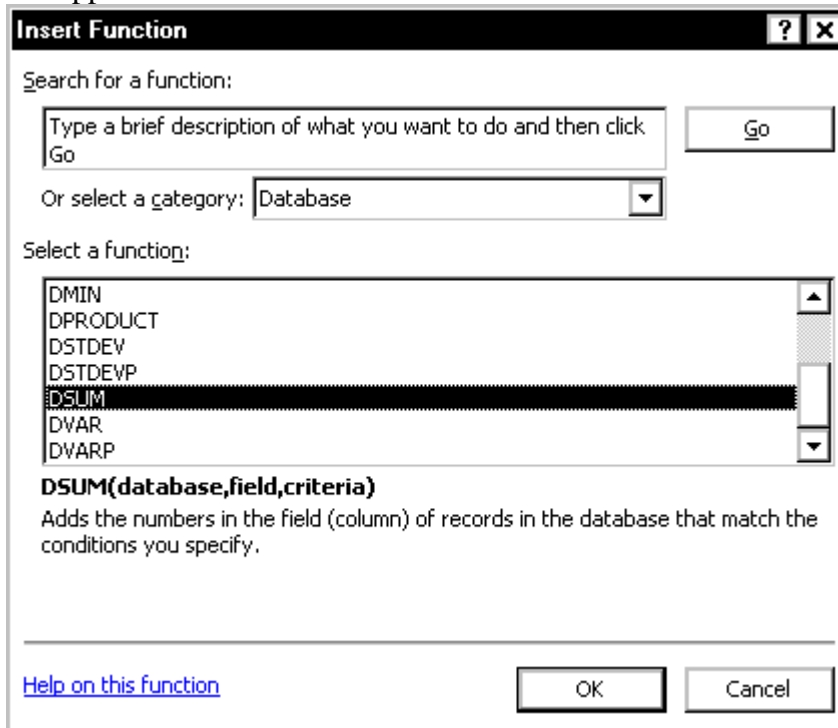 Insert Function
Search for a function:
Type a brief description of what you want to do and then click
Go
Go
Or select a category: Database
Select a function:
DMIN
DPRODUCT
DSTDEV
DSTDEVP
DSUM
DVAR
DVARP
DSUM(database,field,criteria)
Adds the numbers in the field (column) of records in the database that match the
conditions you specify.
Help on this function
OK
Cancel